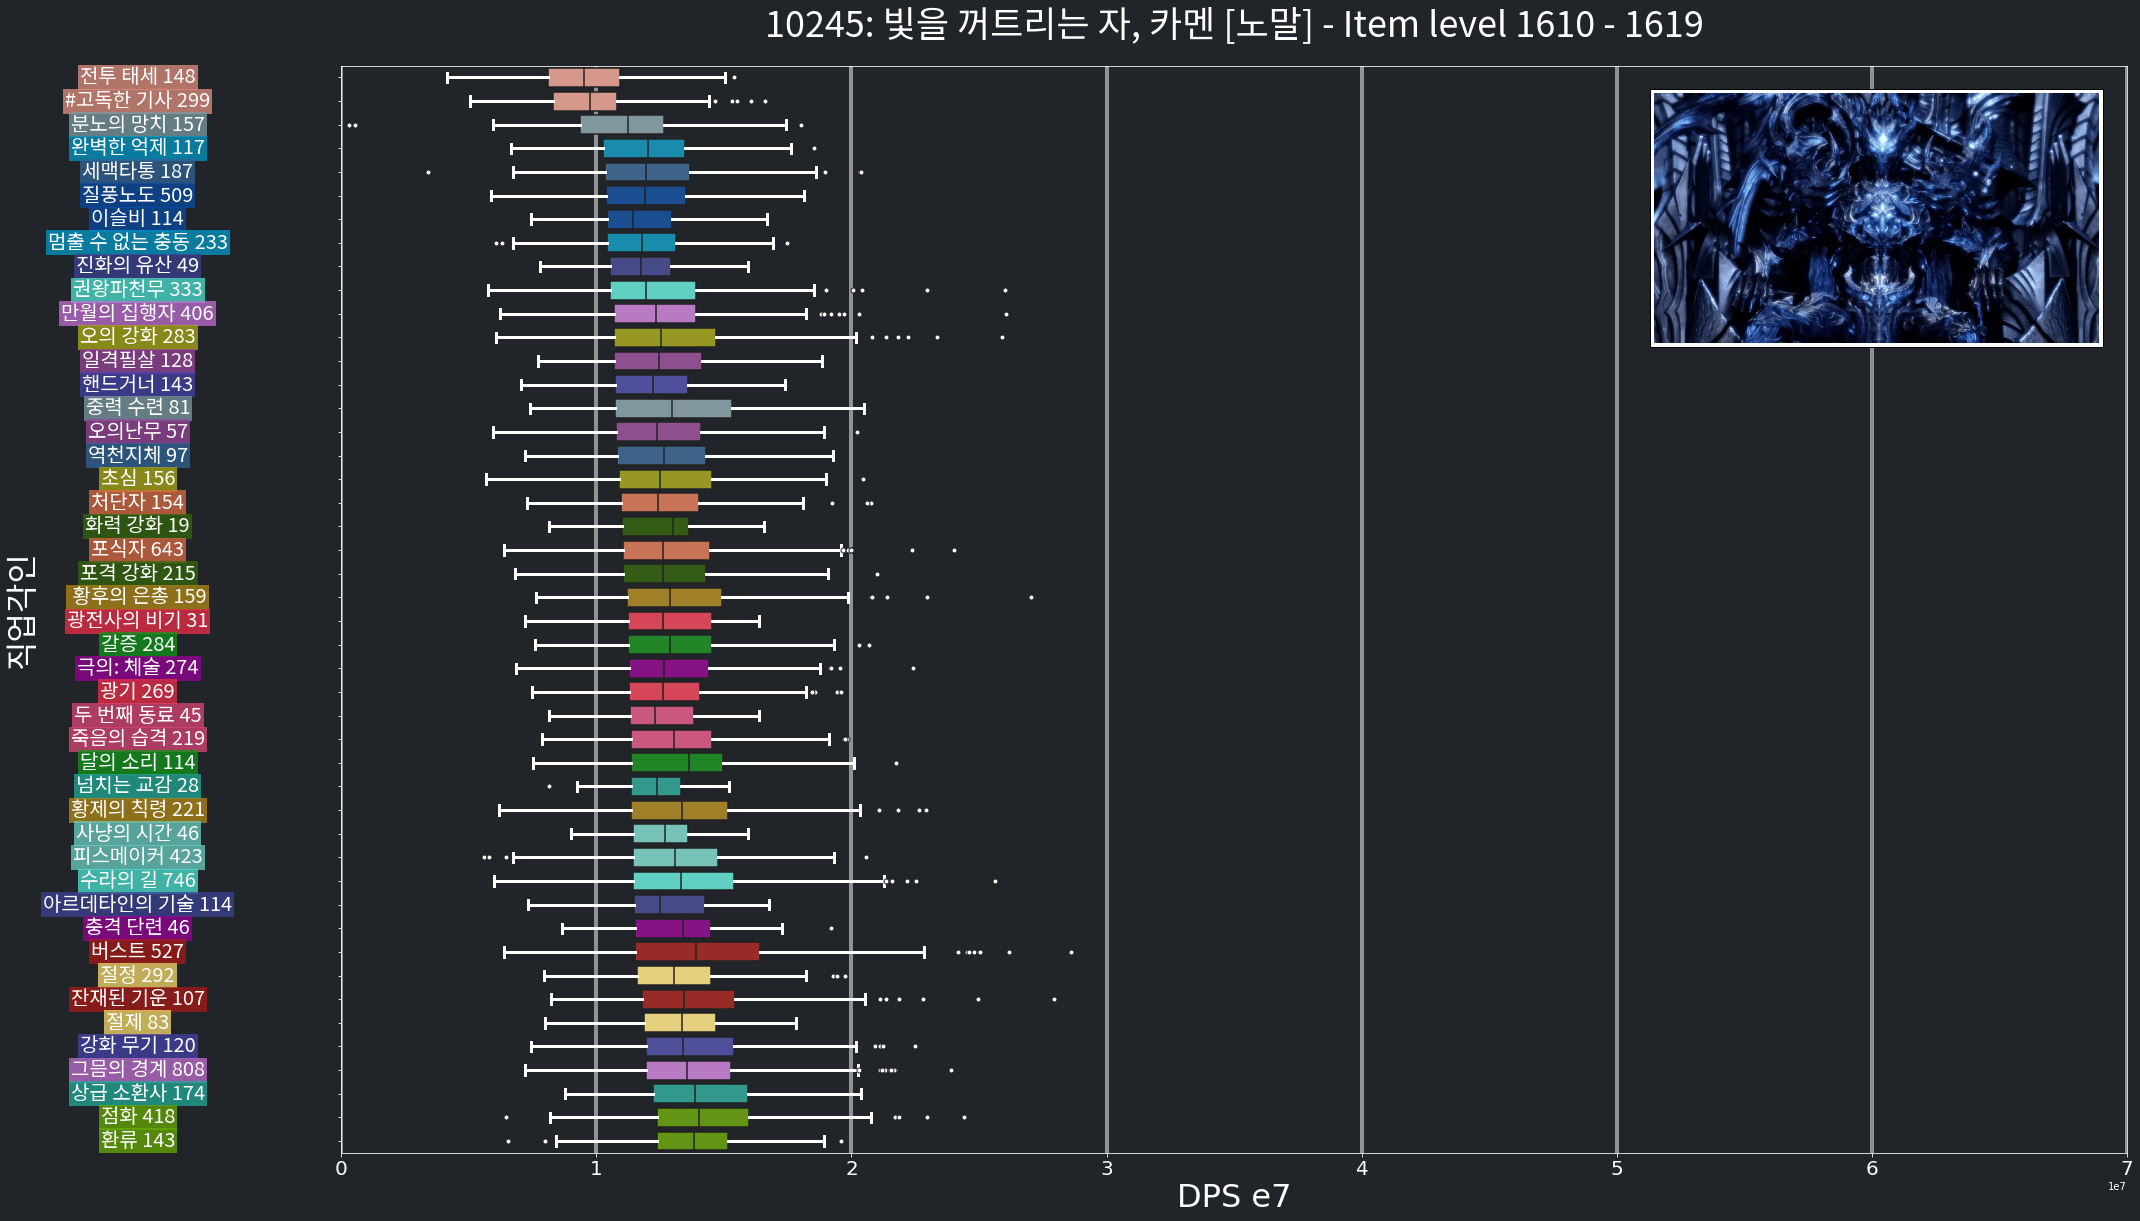 10245: 빛을 꺼트리는 자, 카멘 [노말] - Item level 1610 - 1619
직업각인
전투 태세 148
#고독한 기사 299
분노의 망치 157
완벽한 억제 117
세맥타통 187
질풍노도 509
이슬비 114
멈출 수 없는 충동 233
진화의 유산 49
권왕파천무 333
만월의 집행자 406
오의 강화 283
일격필살 128
핸드거너 143
중력 수련 81
오의난무 57
역천지체 97
초심 156
처단자 154
화력 강화 19
포식자 643
포격 강화 215
황후의 은총 159
광전사의 비기 31
갈증 284
극의: 체술 274
광기 269
두 번째 동료 45
죽음의 습격 219
달의 소리 114
넘치는 교감 28
황제의 칙령 221
사냥의 시간 46
피스메이커 423
수라의 길 746
아르데타인의 기술 114
충격 단련 46
버스트 527
절정 292
잔재된 기운 107
절제 83
강화 무기 120
그믐의 경계 808
상급 소환사 174
점화 418
환류 143
0 1 2 3 4 5 6 7
1e7
DPS e7